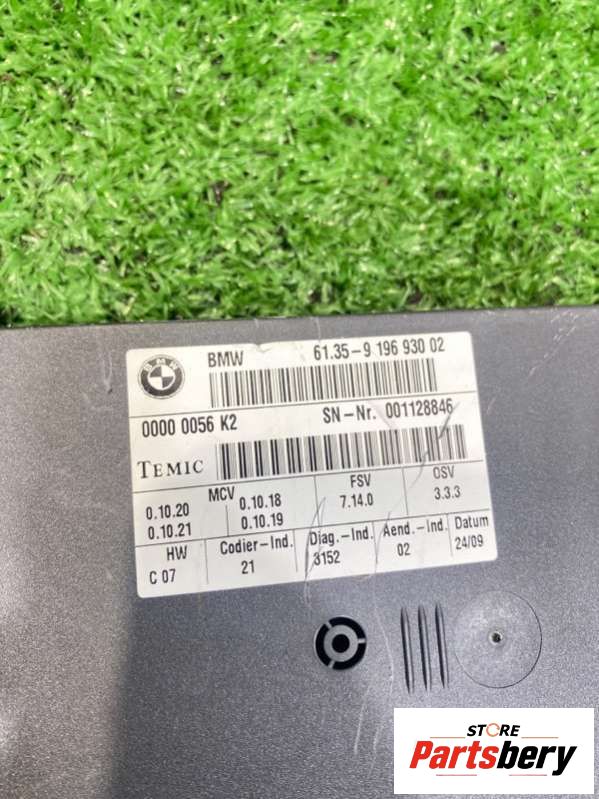 BMW
BMW 61.35-9 196 930 02
0000 0056 K2 SN-Nr. 001128846
TEMIC
MCV FSV OSV
0.10.20 0.10.18 7.14.0 3.3.3
0.10.21 0.10.19
HW Codier-Ind. Diag.-Ind. Aend.-Ind Datum
C 07 21 3152 02 24/09
STORE
Partsbery